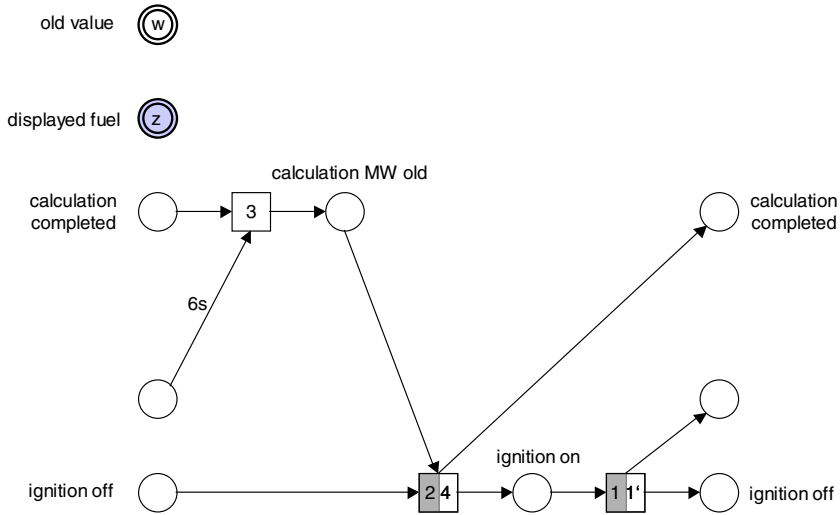 old value
w
displayed fuel
z
calculation MW old
calculation
completed
3
calculation
completed
6s
ignition on
ignition off
2 4
1 1‘
ignition off